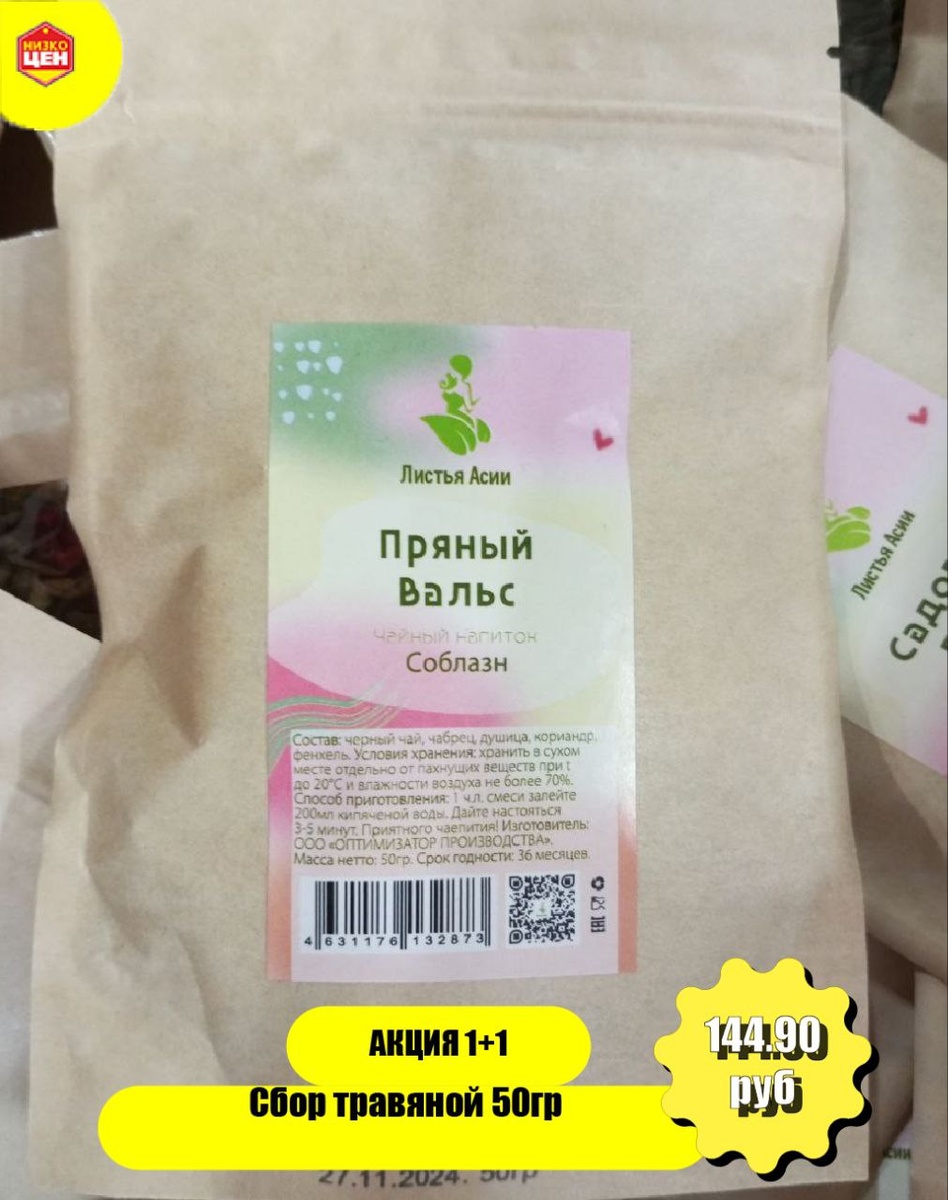 НИЗКО
ЦЕН
Листья Асии
Пряный
Вальс
чайный напиток
Соблазн
Состав: черный чай, чабрец, душица, кориандр,
фенхель. Условия хранения: хранить в сухом
месте отдельно от пахнущих веществ при t
до 20°С и влажности воздуха не более 70%.
Способ приготовления: 1 ч.л. смеси залейте
200мл кипяченой воды. Дайте настояться
3-5 минут. Приятного чаепития! Изготовитель:
ООО «ОПТИМИЗАТОР ПРОИЗВОДСТВА».
Масса нетто: 50гр. Срок годности: 36 месяцев.
4 631176 132873
EAC
Листья Асии
АКЦИЯ 1+1
Сбор травяной 50гр
144.90
руб
27.11.2024. 50гр